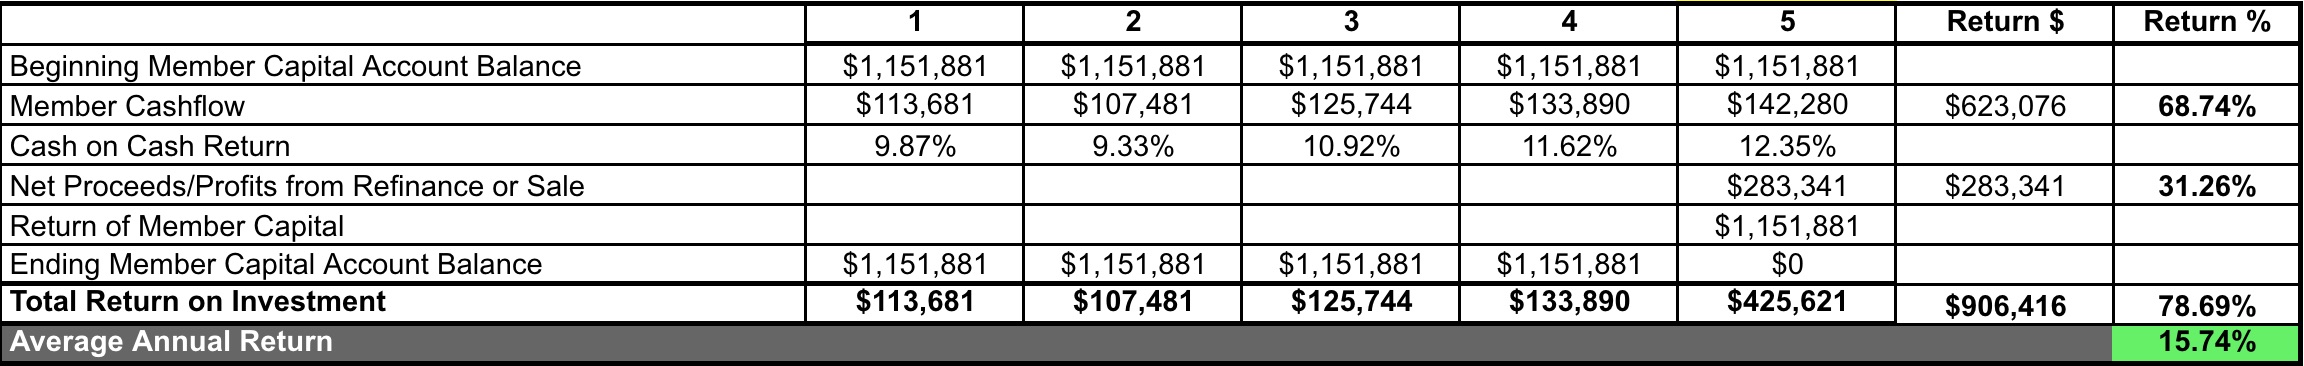 1 2 3 4 5 Return $ Return %
Beginning Member Capital Account Balance $1,151,881 $1,151,881 $1,151,881 $1,151,881 $1,151,881
Member Cashflow $113,681 $107,481 $125,744 $133,890 $142,280 $623,076 68.74%
Cash on Cash Return 9.87% 9.33% 10.92% 11.62% 12.35%
Net Proceeds/Profits from Refinance or Sale $283,341 $283,341 31.26%
Return of Member Capital $1,151,881
Ending Member Capital Account Balance $1,151,881 $1,151,881 $1,151,881 $1,151,881 $0
Total Return on Investment $113,681 $107,481 $125,744 $133,890 $425,621 $906,416 78.69%
Average Annual Return 15.74%